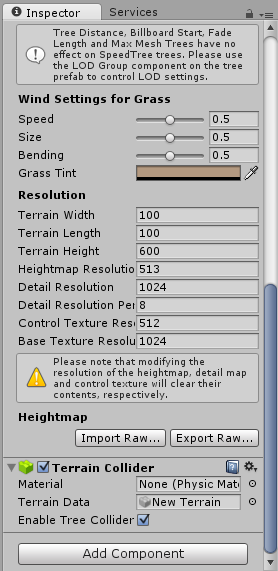 Inspector Services
Tree Distance, Billboard Start, Fade
Length and Max Mesh Trees have
no effect on SpeedTree trees. Please use
the LOD Group component on the tree
prefab to control LOD settings.
Wind Settings for Grass
Speed 0.5
Size 0.5
Bending 0.5
Grass Tint
Resolution
Terrain Width 100
Terrain Length 100
Terrain Height 600
Heightmap Resolutio 513
Detail Resolution 1024
Detail Resolution Per 8
Control Texture Reso 512
Base Texture Resolu 1024
Please note that modifying the
resolution of the heightmap, detail map
and control texture will clear their
contents, respectively.
Heightmap
Import Raw... Export Raw...
Terrain Collider
Material None (Physic Mate
Terrain Data New Terrain
Enable Tree Collider
Add Component